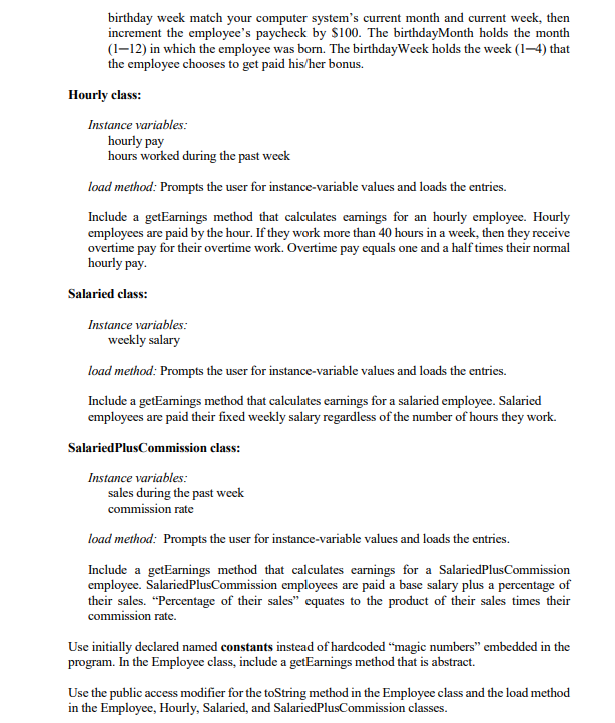 birthday week match your computer system's current month and current week, then
increment the employee's paycheck by $100. The birthdayMonth holds the month
(1–12) in which the employee was born. The birthdayWeek holds the week (1–4) that
the employee chooses to get paid his/her bonus.
Hourly class:
Instance variables:
hourly pay
hours worked during the past week
load method: Prompts the user for instance-variable values and loads the entries.
Include a getEarnings method that calculates earnings for an hourly employee. Hourly
employees are paid by the hour. If they work more than 40 hours in a week, then they receive
overtime pay for their overtime work. Overtime pay equals one and a half times their normal
hourly pay.
Salaried class:
Instance variables:
weekly salary
load method: Prompts the user for instance-variable values and loads the entries.
Include a getEarnings method that calculates earnings for a salaried employee. Salaried
employees are paid their fixed weekly salary regardless of the number of hours they work.
SalariedPlusCommission class:
Instance variables:
sales during the past week
commission rate
load method: Prompts the user for instance-variable values and loads the entries.
Include a getEarnings method that calculates earnings for a SalariedPlusCommission
employee. SalariedPlusCommission employees are paid a base salary plus a percentage of
their sales. "Percentage of their sales" equates to the product of their sales times their
commission rate.
Use initially declared named constants instead of hardcoded "magic numbers" embedded in the
program. In the Employee class, include a getEarnings method that is abstract.
Use the public access modifier for the toString method in the Employee class and the load method
in the Employee, Hourly, Salaried, and SalariedPlusCommission classes.